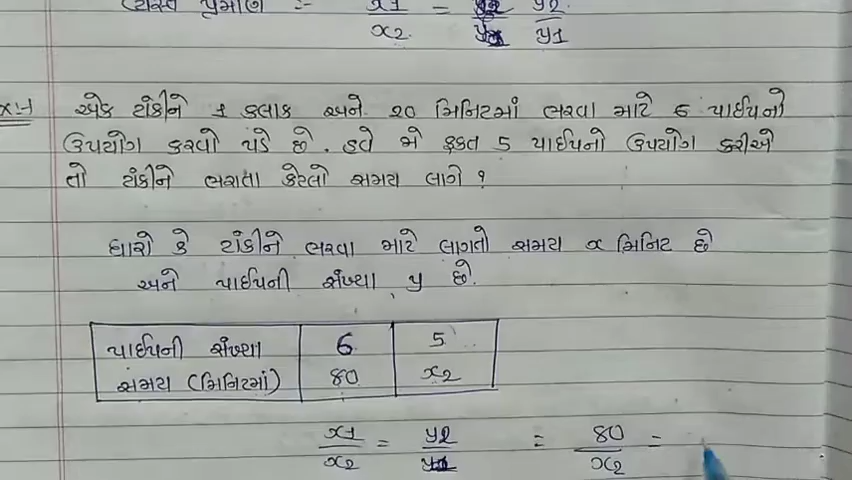 વ્યસ્ત પ્રમાણ :- x1/x2 = y2/y1
એક ટાંકીને 1 કલાક અને 20 મિનિટમાં ભરવા માટે 6 પાઈપનો
ઉપયોગ કરવો પડે છે. હવે જો ફક્ત 5 પાઈપનો ઉપયોગ કરીએ
તો ટાંકીને ભરાતા કેટલો સમય લાગે ?
ધારો કે ટાંકીને ભરવા માટે લાગતો સમય x મિનિટ છે
અને પાઈપની સંખ્યા y છે.
પાઈપની સંખ્યા 6 5
સમય (મિનિટમાં) 80 x2
x1/x2 = y2/y1 = 80/x2 =